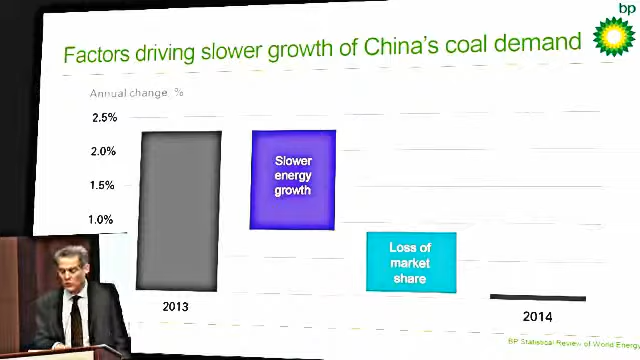 bp
Factors driving slower growth of China's coal demand
Annual change, %
2.5%
2.0%
1.5%
1.0%
Slower
energy
growth
Loss of
market
share
2013
2014
BP Statistical Review of World Energy